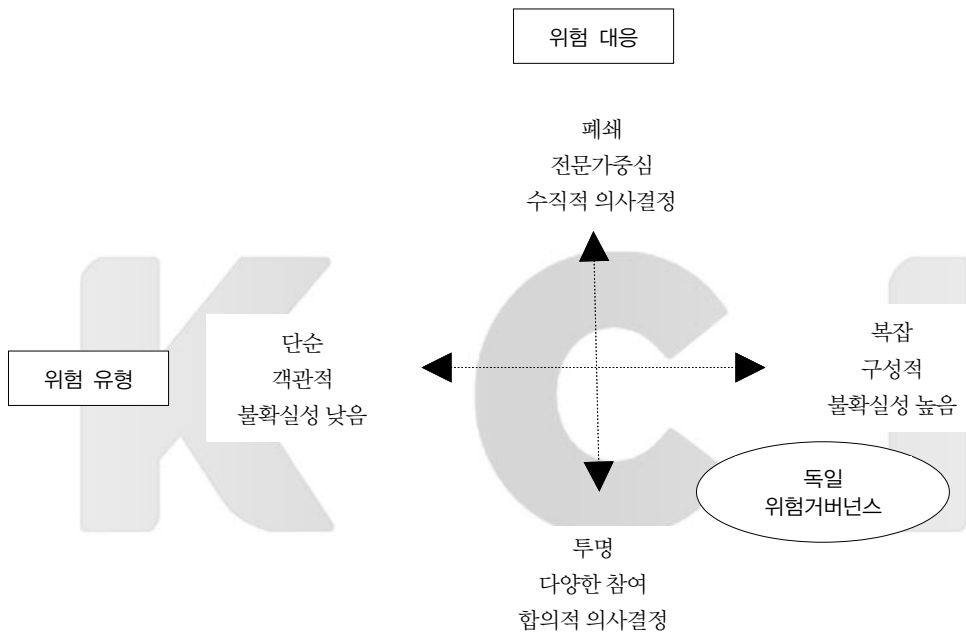 위험 대응
폐쇄
전문가중심
수직적 의사결정
위험 유형
단순
객관적
불확실성 낮음
복잡
구성적
불확실성 높음
독일
위험거버넌스
투명
다양한 참여
합의적 의사결정
KCI